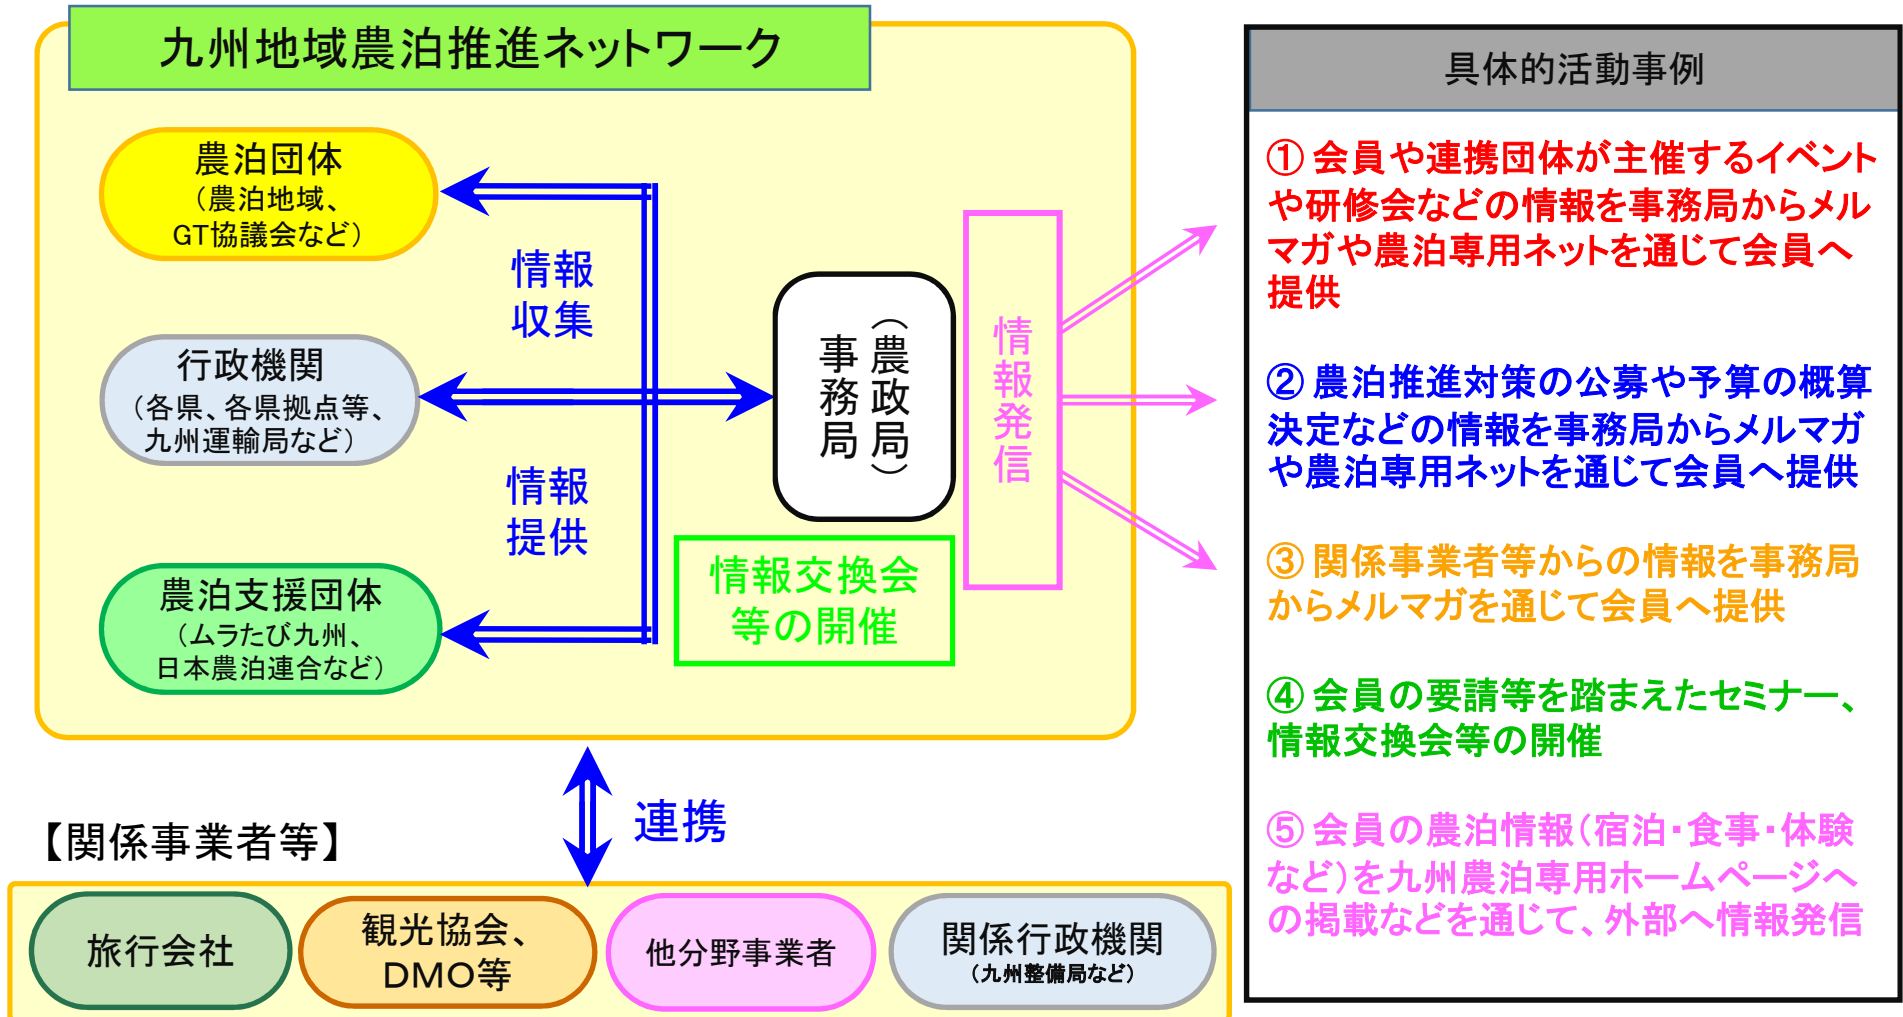 九州地域農泊推進ネットワーク
農泊団体
（農泊地域、
GT協議会など）
行政機関
（各県、各県拠点等、
九州運輸局など）
農泊支援団体
（ムラたび九州、
日本農泊連合など）
情報
収集
情報
提供
事務局
（農政局）
情報交換会
等の開催
情報発信
連携
【関係事業者等】
旅行会社
観光協会、
DMO等
他分野事業者
関係行政機関
（九州整備局など）
具体的活動事例
① 会員や連携団体が主催するイベント
や研修会などの情報を事務局からメル
マガや農泊専用ネットを通じて会員へ
提供
② 農泊推進対策の公募や予算の概算
決定などの情報を事務局からメルマガ
や農泊専用ネットを通じて会員へ提供
③ 関係事業者等からの情報を事務局
からメルマガを通じて会員へ提供
④ 会員の要請等を踏まえたセミナー、
情報交換会等の開催
⑤ 会員の農泊情報（宿泊・食事・体験
など）を九州農泊専用ホームページへ
の掲載などを通じて、外部へ情報発信